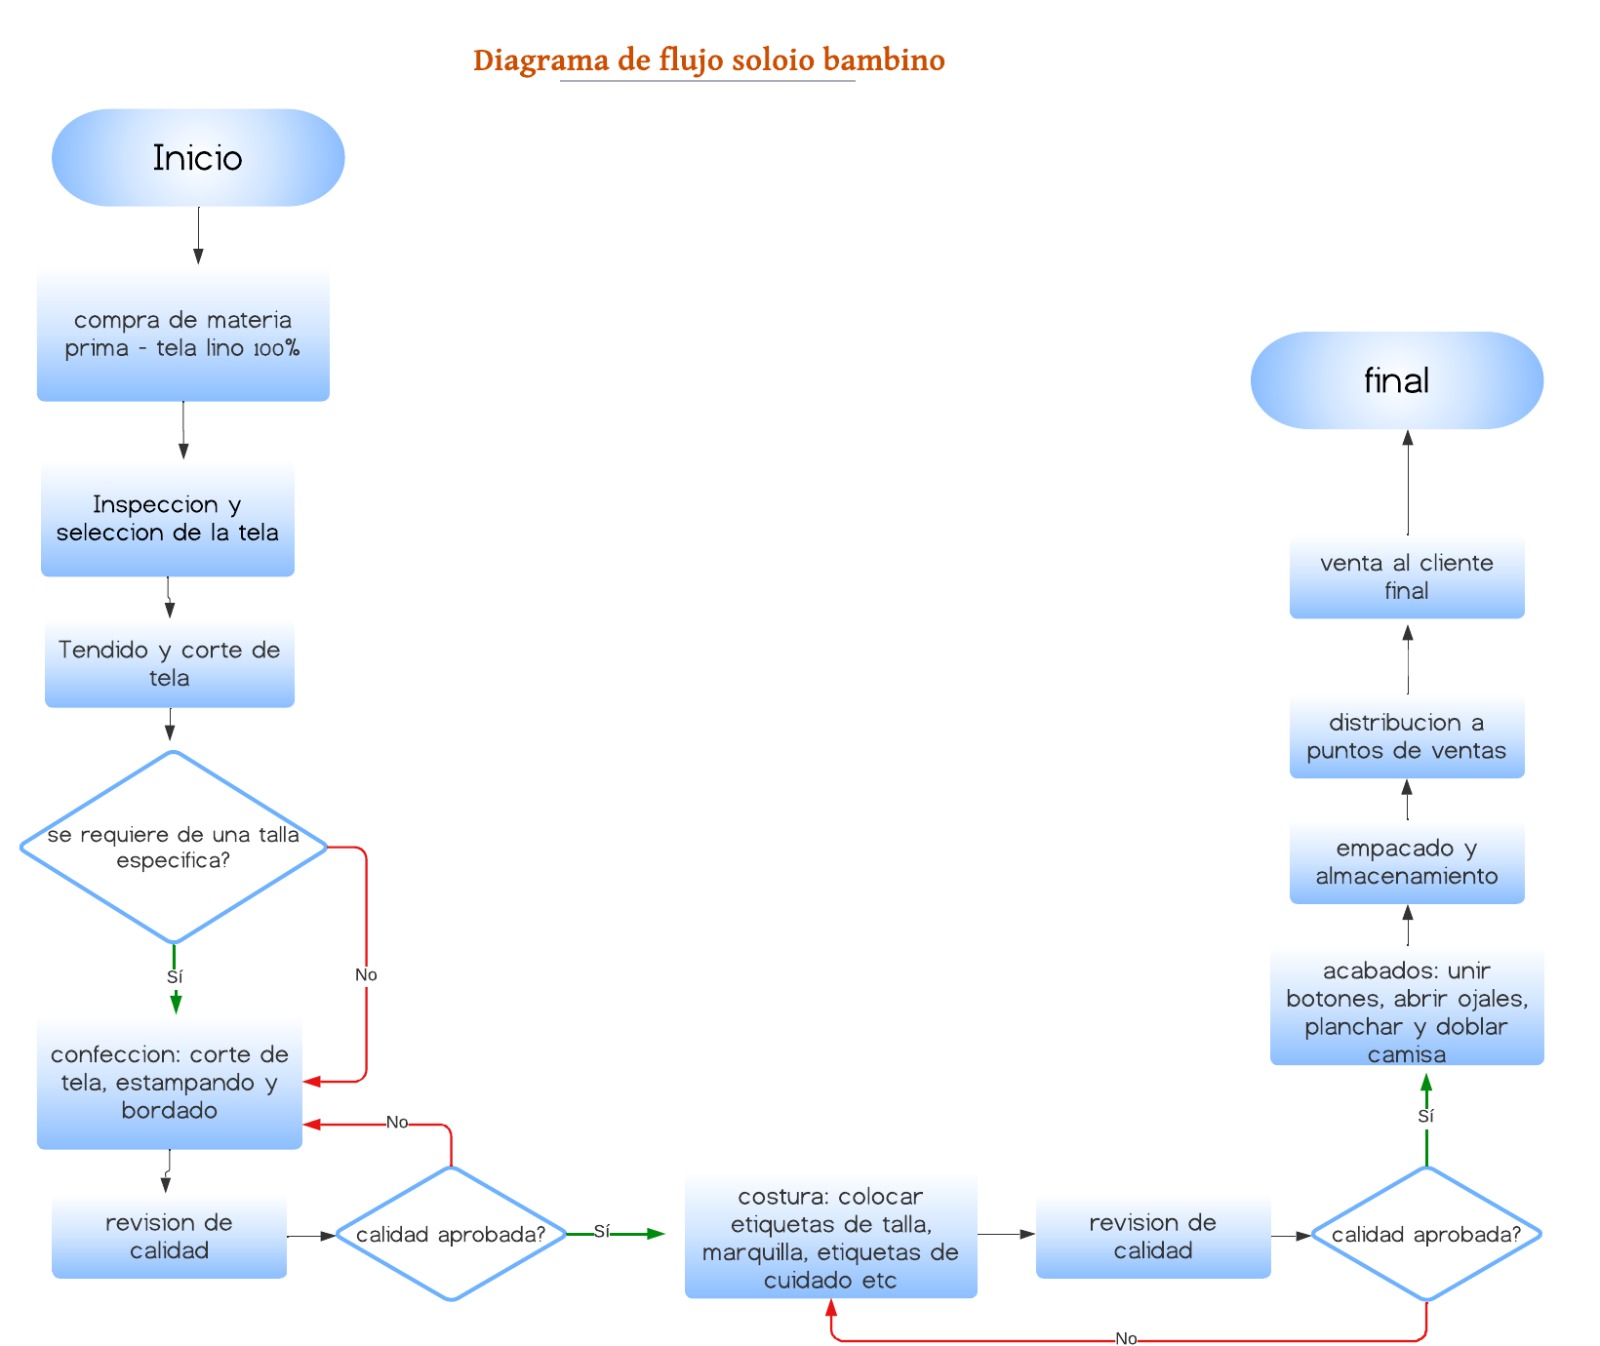 Diagrama de flujo soloio bambino
Inicio
compra de materia
prima - tela lino 100%
Inspeccion y
seleccion de la tela
Tendido y corte de
tela
se requiere de una talla
especifica?
Sí
No
confeccion: corte de
tela, estampando y
bordado
No
revision de
calidad
calidad aprobada?
Sí
costura: colocar
etiquetas de talla,
marquilla, etiquetas de
cuidado etc
revision de
calidad
calidad aprobada?
No
Sí
acabados: unir
botones, abrir ojales,
planchar y doblar
camisa
empacado y
almacenamiento
distribucion a
puntos de ventas
venta al cliente
final
final